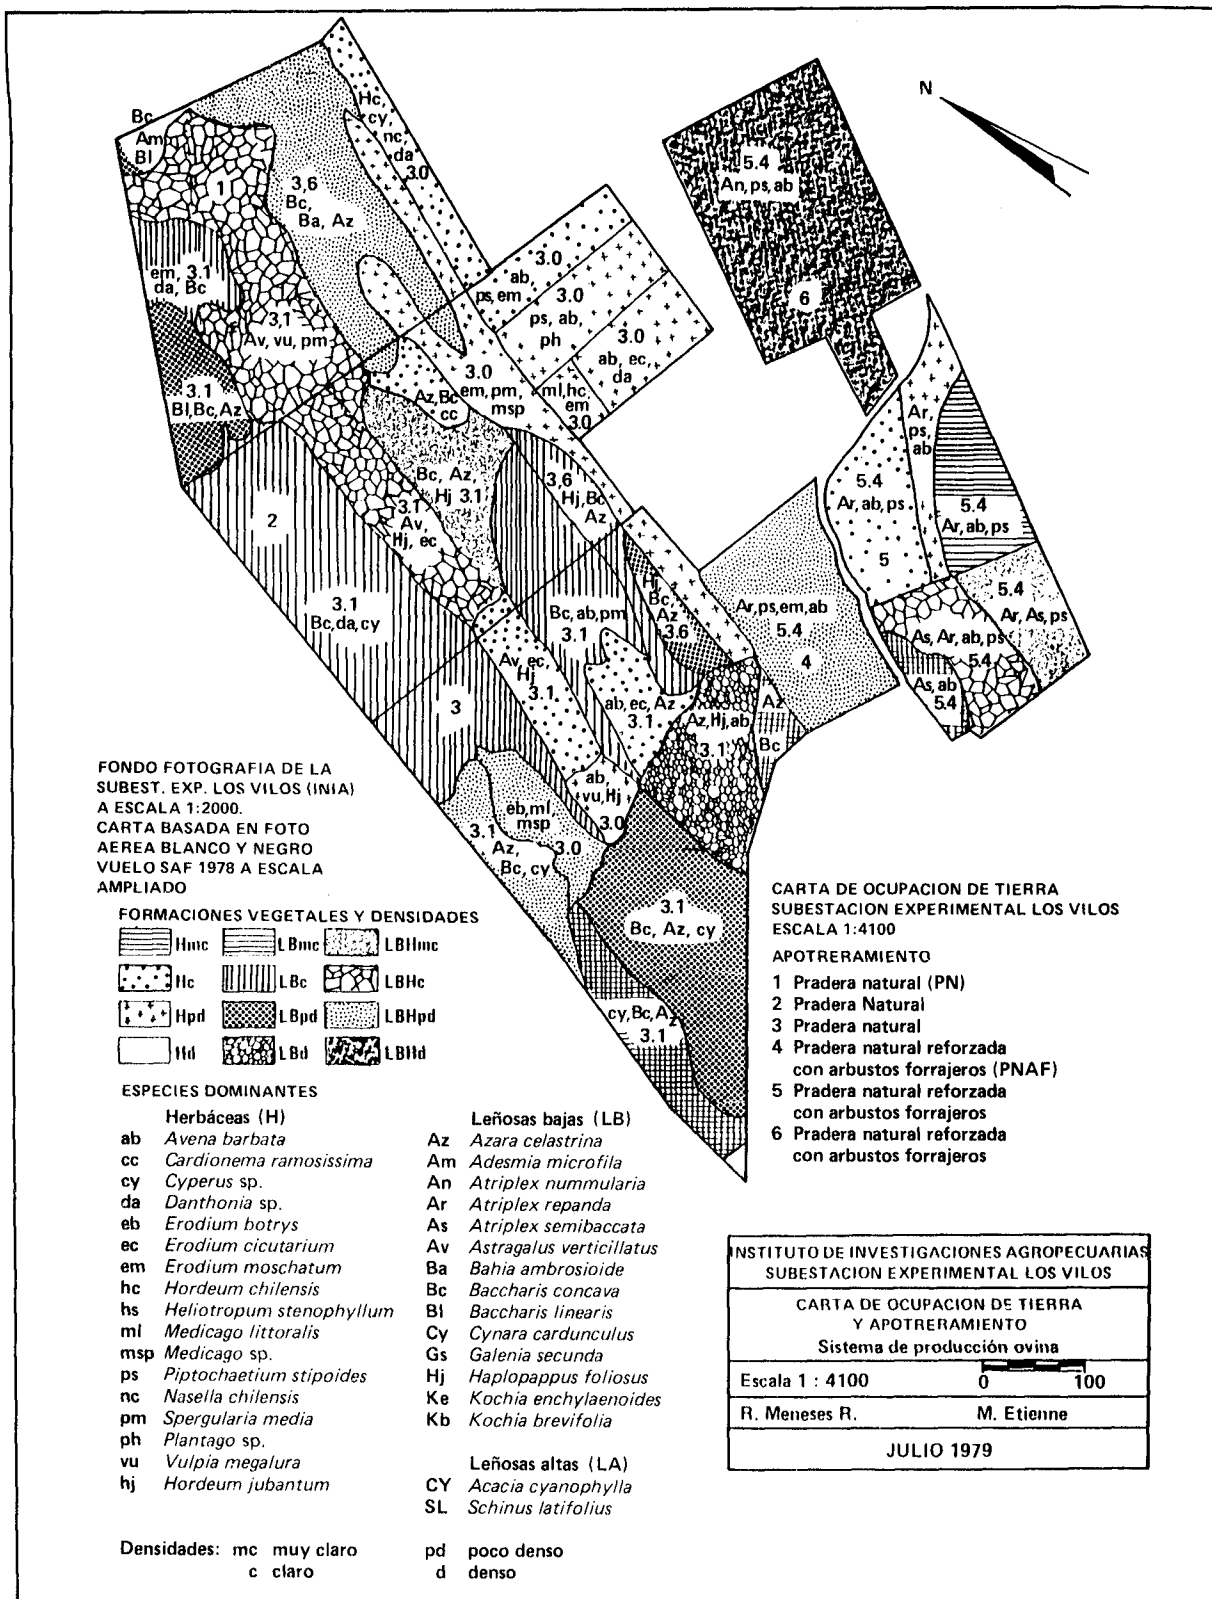 N
Bc
Am
Bl
1
Hc,
cy,
nc,
da
3.0
3,6
Bc,
Ba, Az
5.4
An, ps, ab
6
em, 3.1
da, Bc
3.1
Av, vu, pm
3.1
Bl, Bc, Az
3.0
ab,
ps, em
3.0
ps, ab,
ph
3.0
ab, ec,
da
3.0
em, pm,
msp
ml, hc,
em
3.0
Az, Bc
cc
Bc, Az,
Hj 3.1
3,6
Hj, Bc
Az
3.1
Av,
Hj, ec
2
3.1
Bc, da, cy
Ar,
ps,
ab
5.4
Ar, ab, ps
5
5.4
Ar, ab, ps
5.4
Ar, As, ps
As, Ar, ab, ps
5.4
As, ab
5.4
Ar, ps, em, ab
5.4
4
Bc, ab, pm
3.1
Hj,
Bc,
Az
3.6
Av, ec,
Hj
3.1
3
ab, ec, Az
3.1
Az, Hj, ab
3.1
Az
Bc
ab,
vu, Hj
3.0
eb, ml
msp
3.0
3.1
Az,
Bc, cy
3.1
Bc, Az, cy
cy, Bc, Az
3.1
FONDO FOTOGRAFIA DE LA
SUBEST. EXP. LOS VILOS (INIA)
A ESCALA 1:2000.
CARTA BASADA EN FOTO
AEREA BLANCO Y NEGRO
VUELO SAF 1978 A ESCALA
AMPLIADO
FORMACIONES VEGETALES Y DENSIDADES
Hmc LBmc LBHmc
Hc LBc LBHc
Hpd LBpd LBHpd
Hd LBd LBHd
CARTA DE OCUPACION DE TIERRA
SUBESTACION EXPERIMENTAL LOS VILOS
ESCALA 1:4100
APOTRERAMIENTO
1 Pradera natural (PN)
2 Pradera Natural
3 Pradera natural
4 Pradera natural reforzada
con arbustos forrajeros (PNAF)
5 Pradera natural reforzada
con arbustos forrajeros
6 Pradera natural reforzada
con arbustos forrajeros
ESPECIES DOMINANTES
Herbáceas (H)
ab Avena barbata
cc Cardionema ramosissima
cy Cyperus sp.
da Danthonia sp.
eb Erodium botrys
ec Erodium cicutarium
em Erodium moschatum
hc Hordeum chilensis
hs Heliotropum stenophyllum
ml Medicago littoralis
msp Medicago sp.
ps Piptochaetium stipoides
nc Nasella chilensis
pm Spergularia media
ph Plantago sp.
vu Vulpia megalura
hj Hordeum jubantum
Leñosas bajas (LB)
Az Azara celastrina
Am Adesmia microfila
An Atriplex nummularia
Ar Atriplex repanda
As Atriplex semibaccata
Av Astragalus verticillatus
Ba Bahia ambrosioide
Bc Baccharis concava
Bl Baccharis linearis
Cy Cynara cardunculus
Gs Galenia secunda
Hj Haplopappus foliosus
Ke Kochia enchylaenoides
Kb Kochia brevifolia
Leñosas altas (LA)
CY Acacia cyanophylla
SL Schinus latifolius
Densidades: mc muy claro pd poco denso
c claro d denso
INSTITUTO DE INVESTIGACIONES AGROPECUARIAS
SUBESTACION EXPERIMENTAL LOS VILOS
CARTA DE OCUPACION DE TIERRA
Y APOTRERAMIENTO
Sistema de producción ovina
Escala 1 : 4100 0 100
R. Meneses R. M. Etienne
JULIO 1979